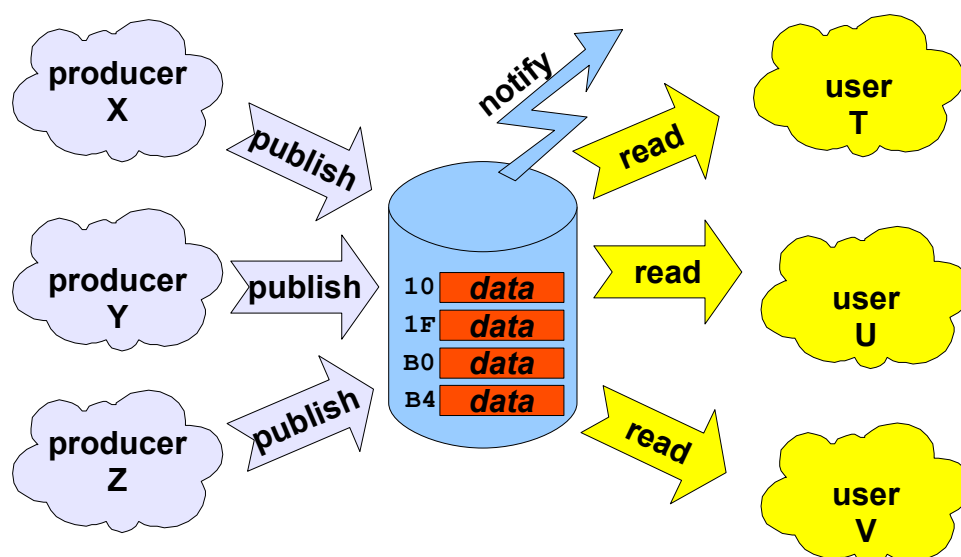 producer
X
publish
notify
read
user
T
producer
Y
publish
10 data
1F data
B0 data
B4 data
read
user
U
producer
Z
publish
read
user
V